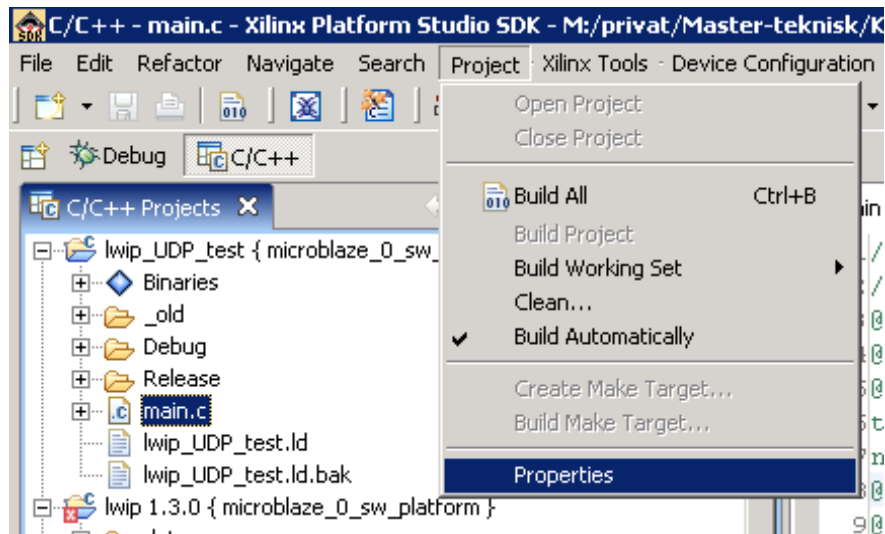 C/C++ - main.c - Xilinx Platform Studio SDK - M:/privat/Master-teknisk/K
File Edit Refactor Navigate Search Project Xilinx Tools Device Configuration
Open Project
Close Project
Debug C/C++
Build All Ctrl+B
C/C++ Projects
Build Project
lwip_UDP_test { microblaze_0_sw_
Build Working Set
Binaries
Clean...
_old
Build Automatically
Debug
Release
Create Make Target...
main.c
Build Make Target...
lwip_UDP_test.ld
lwip_UDP_test.ld.bak
Properties
lwip 1.3.0 { microblaze_0_sw_platform }
9@